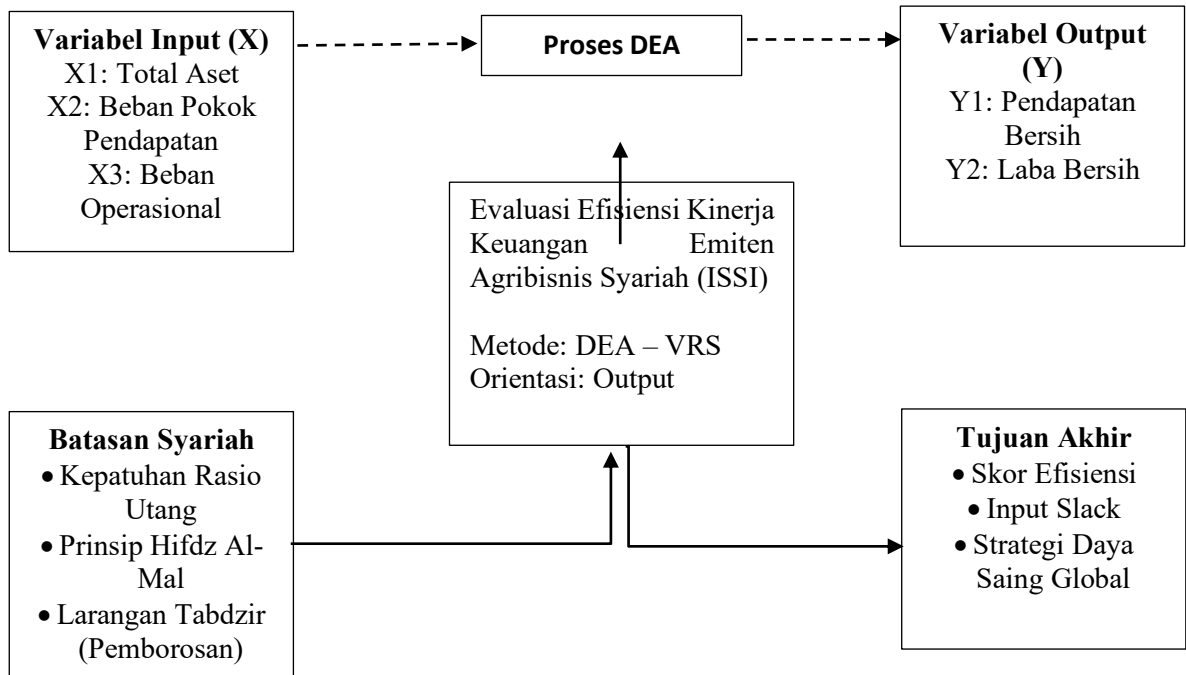 Variabel Input (X)
X1: Total Aset
X2: Beban Pokok
Pendapatan
X3: Beban
Operasional
Proses DEA
Variabel Output
(Y)
Y1: Pendapatan
Bersih
Y2: Laba Bersih
Evaluasi Efisiensi Kinerja
Keuangan Emiten
Agribisnis Syariah (ISSI)
Metode: DEA – VRS
Orientasi: Output
Batasan Syariah
• Kepatuhan Rasio
Utang
• Prinsip Hifdz Al-
Mal
• Larangan Tabdzir
(Pemborosan)
Tujuan Akhir
• Skor Efisiensi
• Input Slack
• Strategi Daya
Saing Global